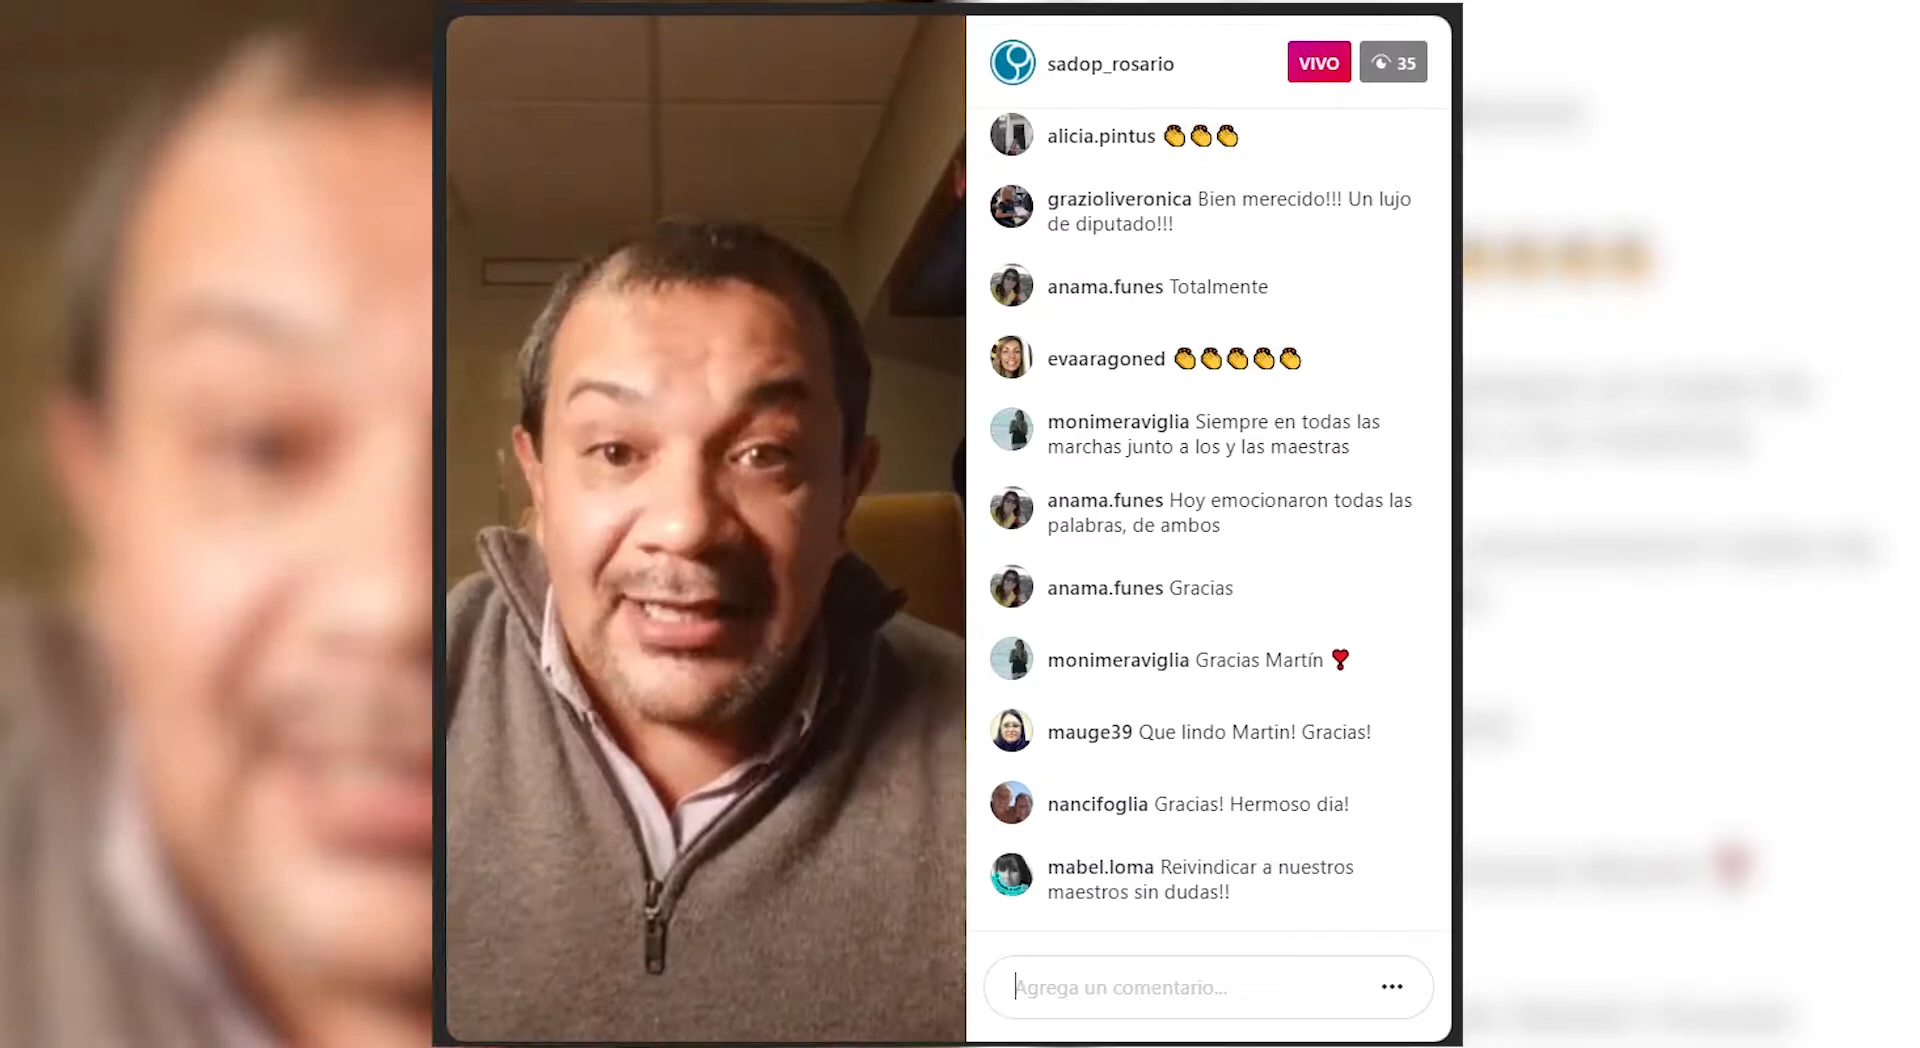 sadop_rosario
VIVO
35
alicia.pintus 👏👏👏
grazioliveronica Bien merecido!!! Un lujo
de diputado!!!
anama.funes Totalmente
evaaragoned 👏👏👏👏👏
monimeraviglia Siempre en todas las
marchas junto a los y las maestras
anama.funes Hoy emocionaron todas las
palabras, de ambos
anama.funes Gracias
monimeraviglia Gracias Martín ❣
mauge39 Que lindo Martin! Gracias!
nancifoglia Gracias! Hermoso dia!
mabel.loma Reivindicar a nuestros
maestros sin dudas!!
Agrega un comentario...